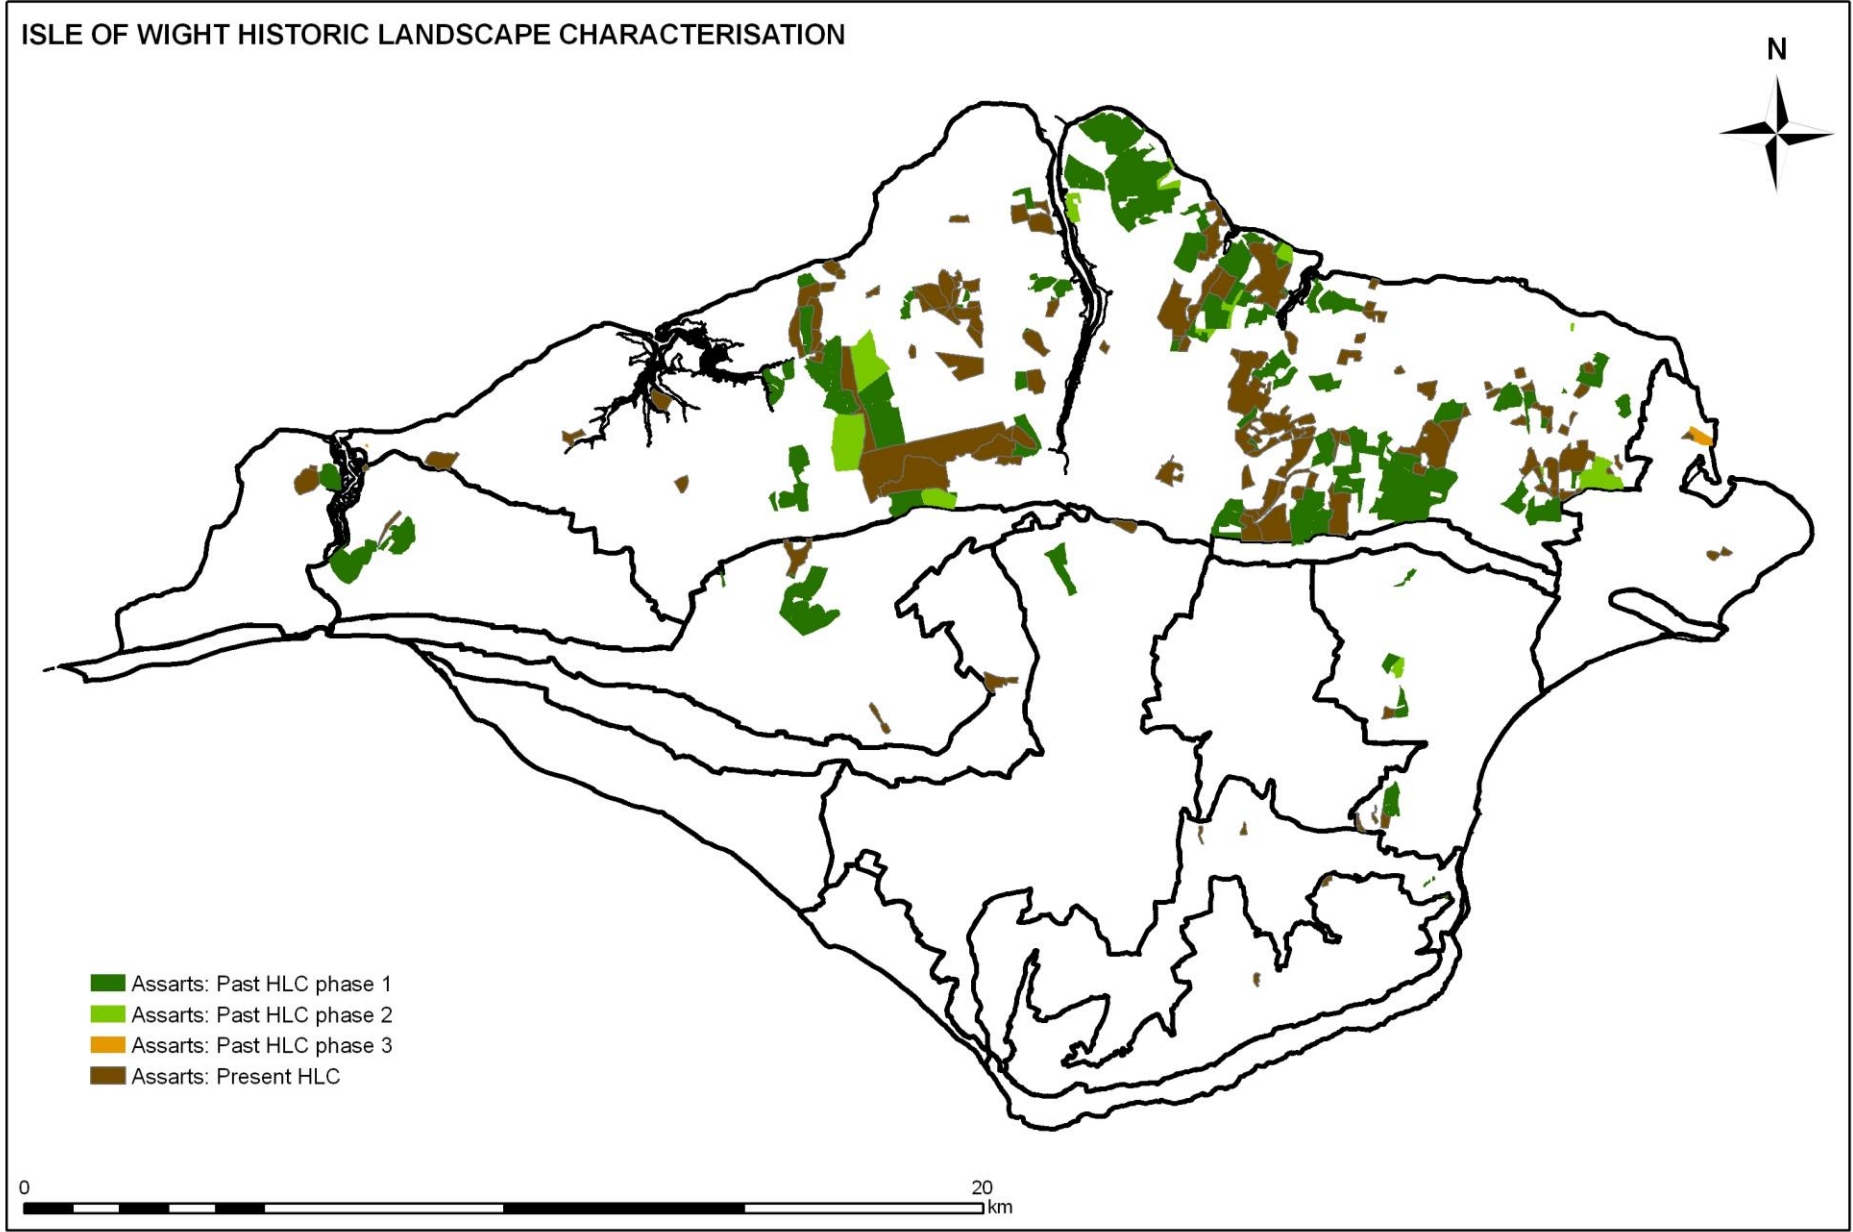 ISLE OF WIGHT HISTORIC LANDSCAPE CHARACTERISATION
N
Assarts: Past HLC phase 1
Assarts: Past HLC phase 2
Assarts: Past HLC phase 3
Assarts: Present HLC
0 20
km